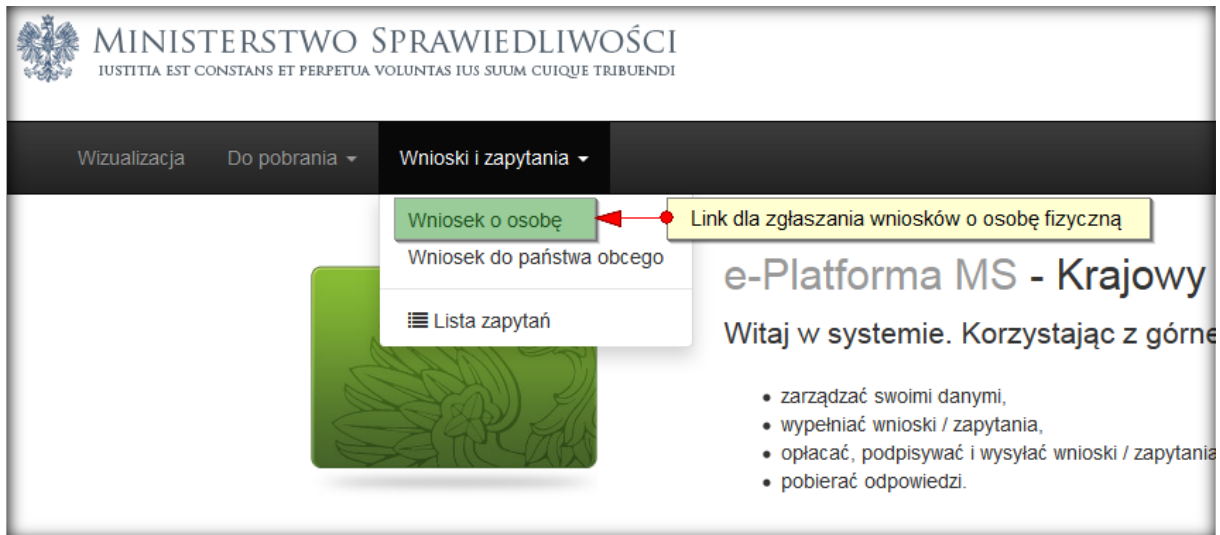 MINISTERSTWO SPRAWIEDLIWOŚCI
IUSTITIA EST CONSTANS ET PERPETUA VOLUNTAS IUS SUUM CUIQUE TRIBUENDI
Wizualizacja Do pobrania Wnioski i zapytania
Wniosek o osobę Link dla zgłaszania wniosków o osobę fizyczną
Wniosek do państwa obcego
Lista zapytań
e-Platforma MS - Krajowy
Witaj w systemie. Korzystając z górne
• zarządzać swoimi danymi,
• wypełniać wnioski / zapytania,
• opłacać, podpisywać i wysyłać wnioski / zapytania
• pobierać odpowiedzi.